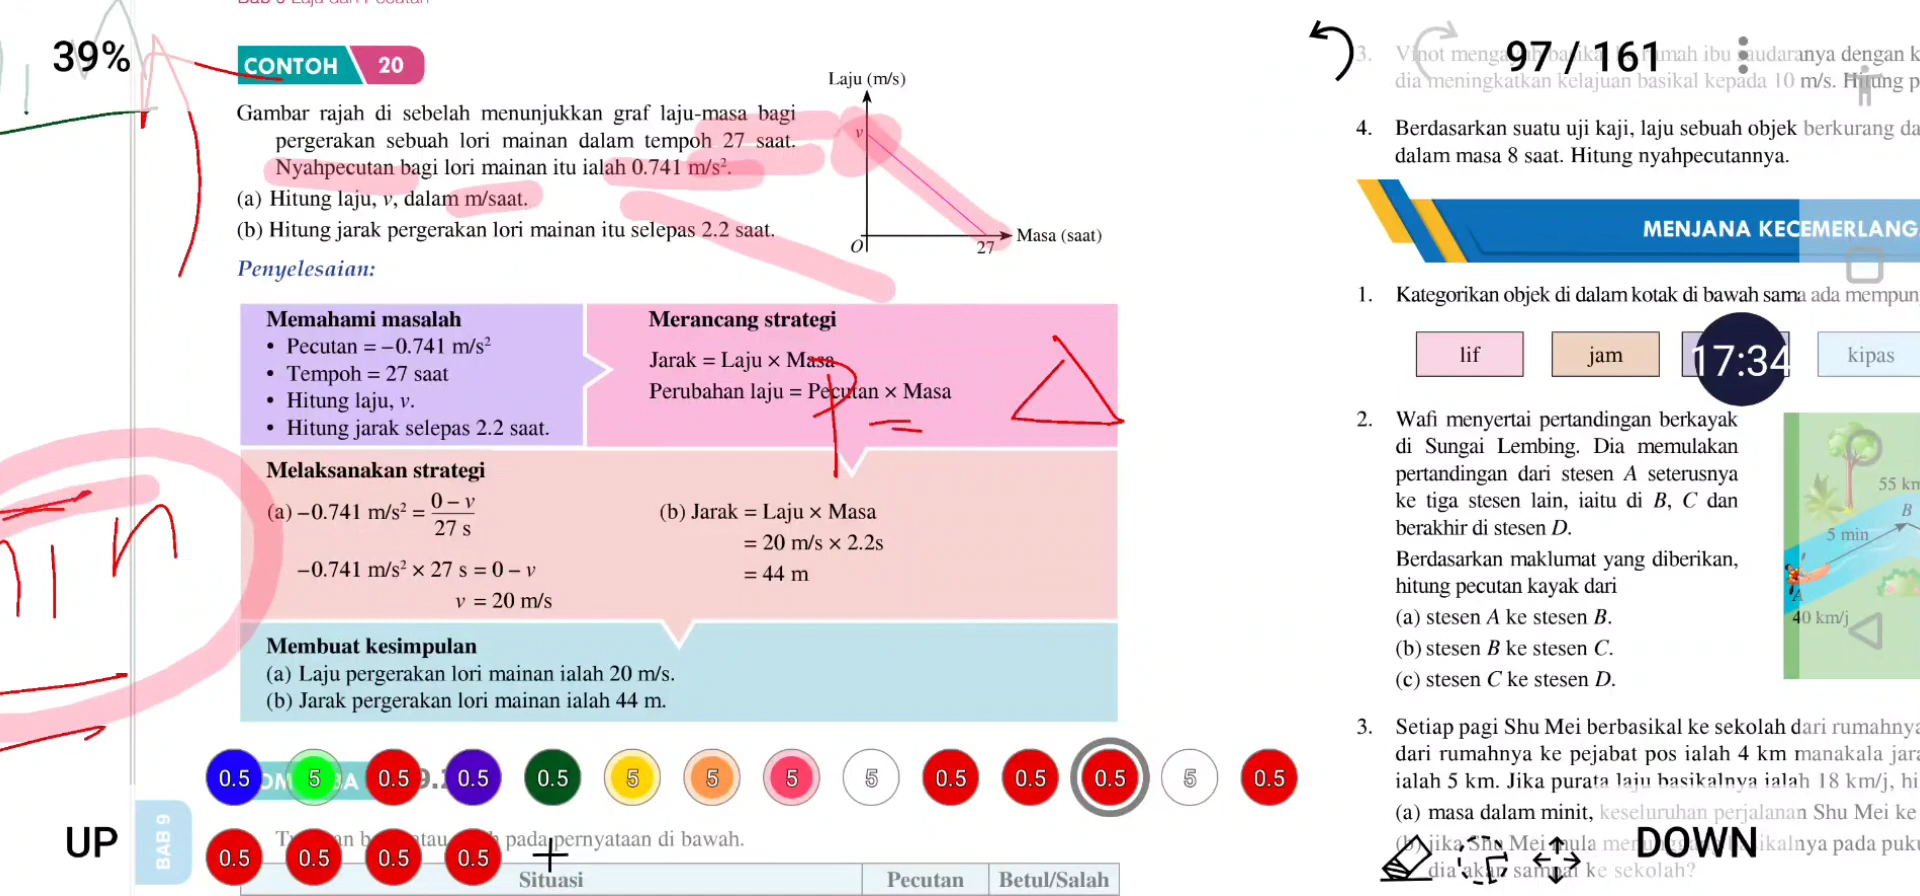 39%
CONTOH 20
Gambar rajah di sebelah menunjukkan graf laju-masa bagi
pergerakan sebuah lori mainan dalam tempoh 27 saat.
Nyahpecutan bagi lori mainan itu ialah 0.741 m/s².
(a) Hitung laju, v, dalam m/saat.
(b) Hitung jarak pergerakan lori mainan itu selepas 2.2 saat.
Laju (m/s)
v
O
27
Masa (saat)
Penyelesaian:
Memahami masalah
• Pecutan = −0.741 m/s²
• Tempoh = 27 saat
• Hitung laju, v.
• Hitung jarak selepas 2.2 saat.
Merancang strategi
Jarak = Laju × Masa
Perubahan laju = Pecutan × Masa
P =
Melaksanakan strategi
(a) −0.741 m/s² = 0 − v / 27 s
−0.741 m/s² × 27 s = 0 − v
v = 20 m/s
(b) Jarak = Laju × Masa
= 20 m/s × 2.2s
= 44 m
Membuat kesimpulan
(a) Laju pergerakan lori mainan ialah 20 m/s.
(b) Jarak pergerakan lori mainan ialah 44 m.
0.5 5 0.5 0.5 0.5 5 5 5 5 0.5 0.5 0.5 5 0.5
0.5 0.5 0.5 0.5
UP
BAB 9
pada pernyataan di bawah.
Situasi Pecutan Betul/Salah
97 / 161
3.
dia meningkatkan kelajuan basikal kepada 10 m/s.
4. Berdasarkan suatu uji kaji, laju sebuah objek berkurang
dalam masa 8 saat. Hitung nyahpecutannya.
MENJANA KECEMERLANG
1. Kategorikan objek di dalam kotak di bawah sama ada
lif
jam
17:34
kipas
2. Wafi menyertai pertandingan berkayak
di Sungai Lembing. Dia memulakan
pertandingan dari stesen A seterusnya
ke tiga stesen lain, iaitu di B, C dan
berakhir di stesen D.
Berdasarkan maklumat yang diberikan,
hitung pecutan kayak dari
(a) stesen A ke stesen B.
(b) stesen B ke stesen C.
(c) stesen C ke stesen D.
55 km
B
5 min
A
40 km/j
3. Setiap pagi Shu Mei berbasikal ke sekolah dari
dari rumahnya ke pejabat pos ialah 4 km manakala
ialah 5 km. Jika purata laju basikalnya ialah 18 km/j,
(a) masa dalam minit, keseluruhan perjalanan Shu Mei ke
(b) jika Shu Mei mula
pada
dia akan sampai ke sekolah?
DOWN